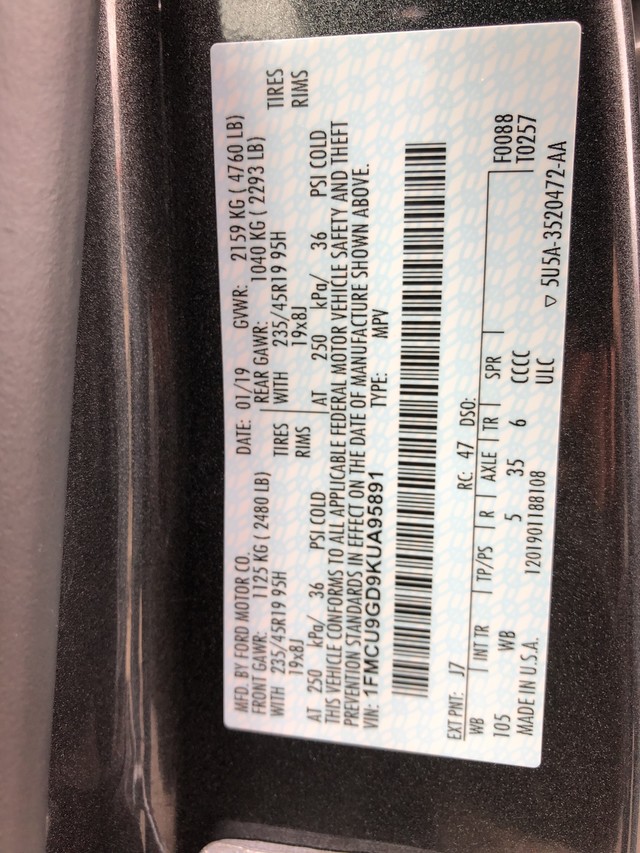 MFD. BY FORD MOTOR CO.
DATE: 01/19 GVWR: 2159 KG ( 4760 LB)
FRONT GAWR: 1125 KG ( 2480 LB)
REAR GAWR: 1040 KG ( 2293 LB)
WITH 235/45R19 95H TIRES
WITH 235/45R19 95H TIRES
19x8J RIMS
19x8J RIMS
AT 250 kPa/ 36 PSI COLD
AT 250 kPa/ 36 PSI COLD
THIS VEHICLE CONFORMS TO ALL APPLICABLE FEDERAL MOTOR VEHICLE SAFETY AND THEFT
PREVENTION STANDARDS IN EFFECT ON THE DATE OF MANUFACTURE SHOWN ABOVE.
VIN: 1FMCU9GD9KUA95891 TYPE: MPV
EXT PNT: J7 RC: 47 DSO:
WB INT TR TP/PS R AXLE TR SPR F0088
105 WB 5 35 6 CCCC T0257
MADE IN U.S.A. 1201901188108 ULC
▽ 5U5A-3520472-AA